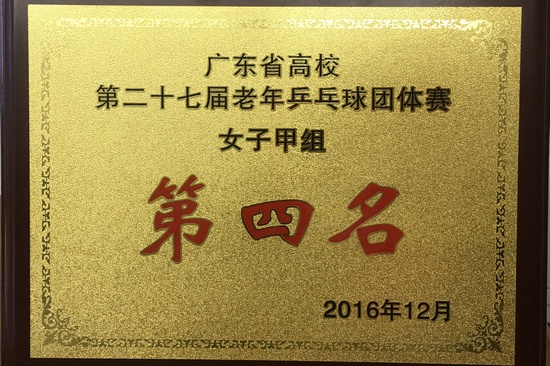 广东省高校
第二十七届老年乒乓球团体赛
女子甲组
第四名
2016年12月